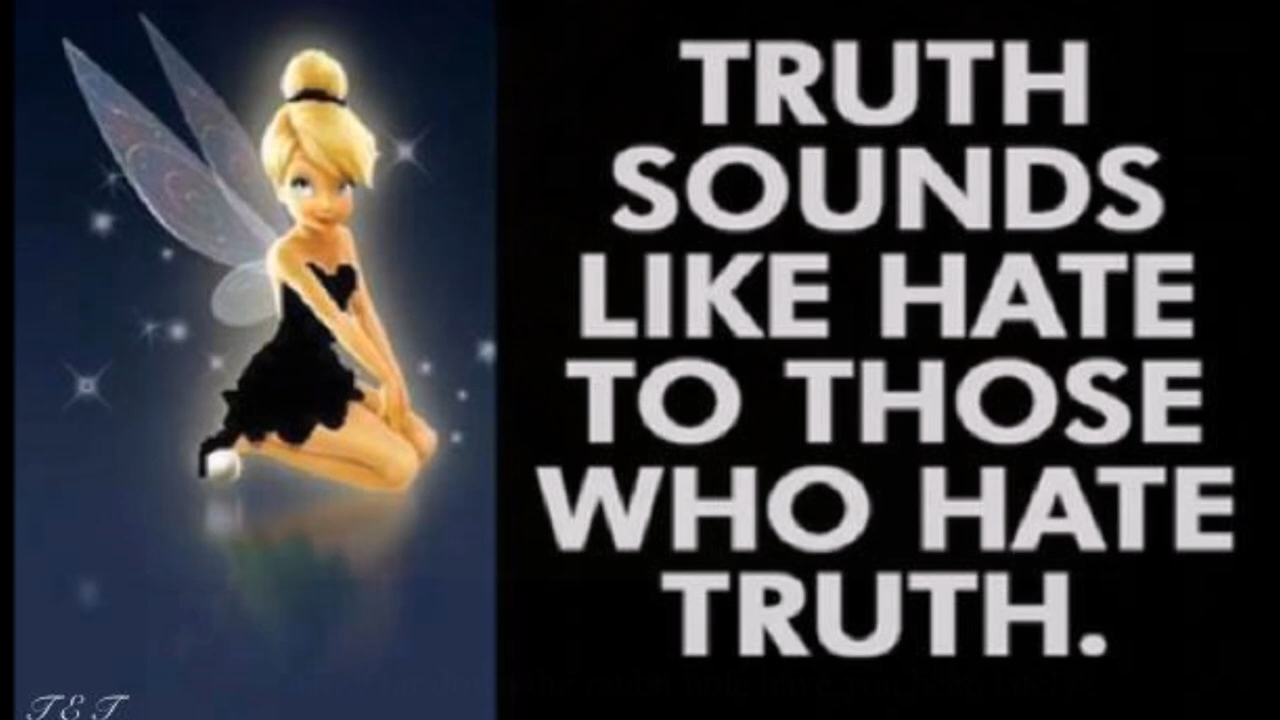 TRUTH
SOUNDS
LIKE HATE
TO THOSE
WHO HATE
TRUTH.
T&T